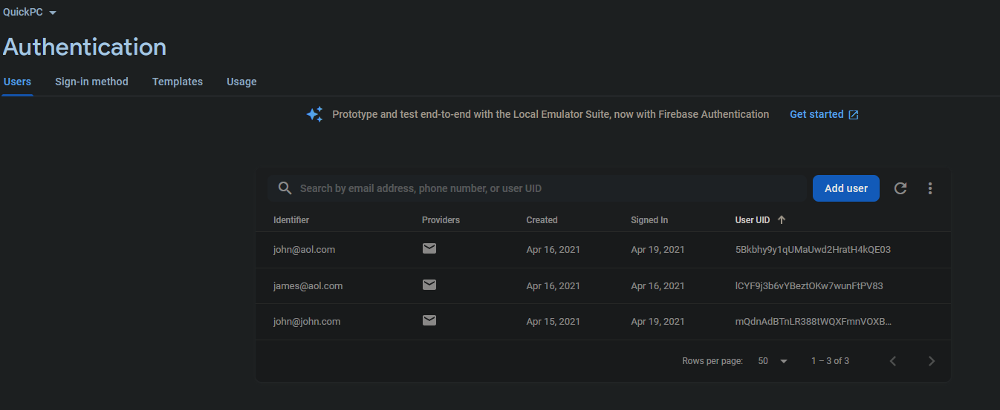 QuickPC
Authentication
Users Sign-in method Templates Usage
Prototype and test end-to-end with the Local Emulator Suite, now with Firebase Authentication Get started
Search by email address, phone number, or user UID Add user
Identifier Providers Created Signed In User UID
john@aol.com Apr 16, 2021 Apr 19, 2021 5Bkbhy9y1qUMaUwd2HratH4kQE03
james@aol.com Apr 16, 2021 Apr 16, 2021 lCYF9j3b6vYBeztOKw7wunFtPV83
john@john.com Apr 15, 2021 Apr 19, 2021 mQdnAdBTnLR388tWQXFmnVOXB...
Rows per page: 50 1 – 3 of 3